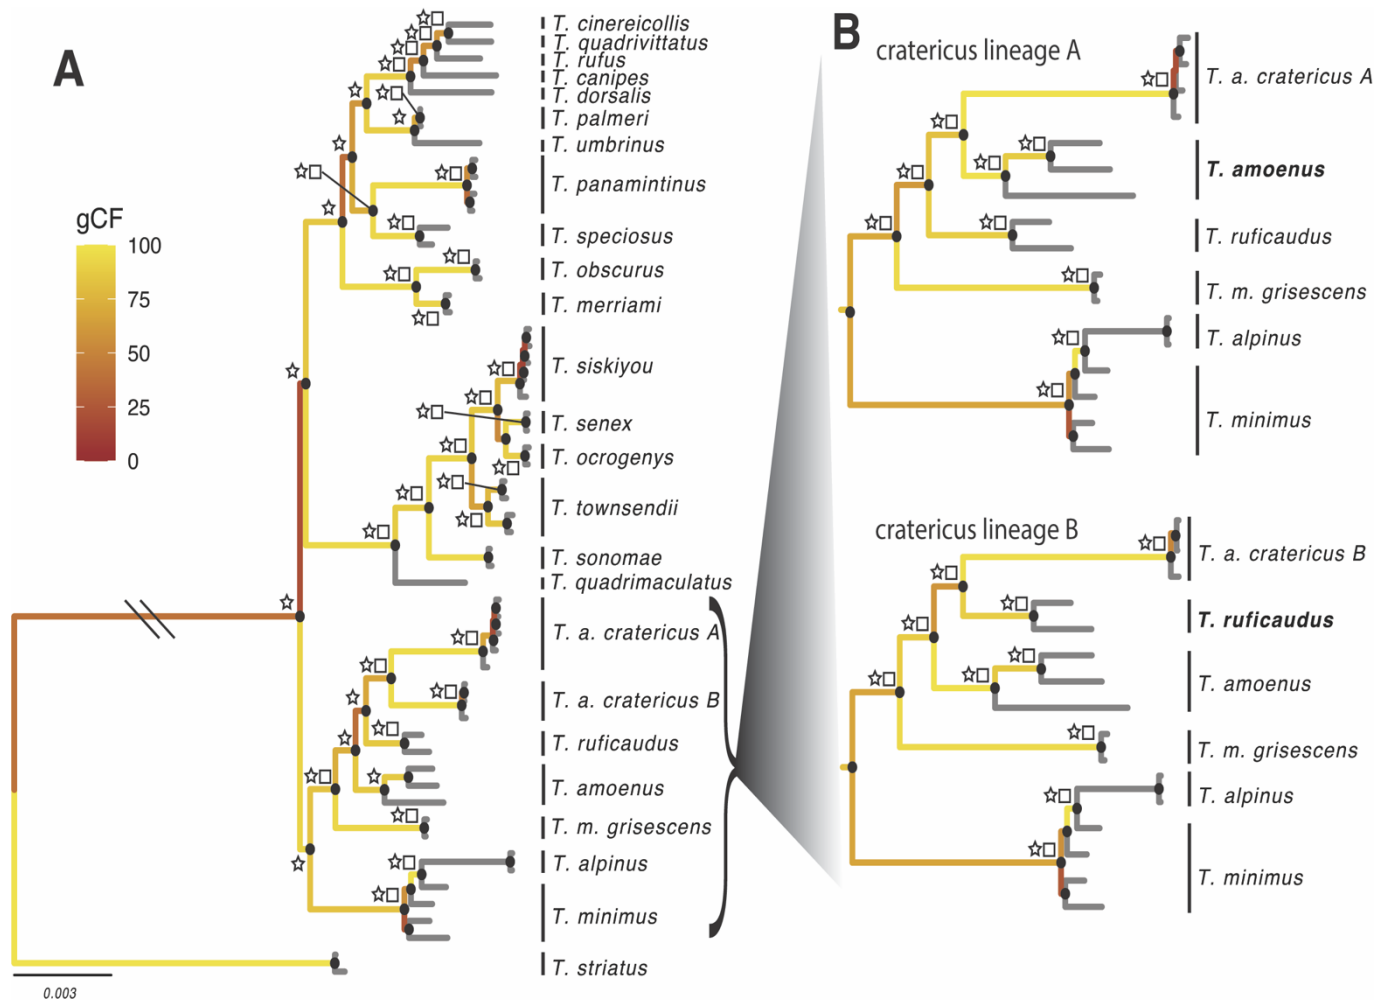 A
T. cinereicollis
T. quadrivittatus
T. rufus
T. canipes
T. dorsalis
T. palmeri
T. umbrinus
T. panamintinus
T. speciosus
T. obscurus
T. merriami
T. siskiyou
T. senex
T. ocrogenys
T. townsendii
T. sonomae
T. quadrimaculatus
T. a. cratericus A
T. a. cratericus B
T. ruficaudus
T. amoenus
T. m. grisescens
T. alpinus
T. minimus
T. striatus
gCF
100
75
50
25
0
0.003
B
cratericus lineage A
T. a. cratericus A
T. amoenus
T. ruficaudus
T. m. grisescens
T. alpinus
T. minimus
cratericus lineage B
T. a. cratericus B
T. ruficaudus
T. amoenus
T. m. grisescens
T. alpinus
T. minimus